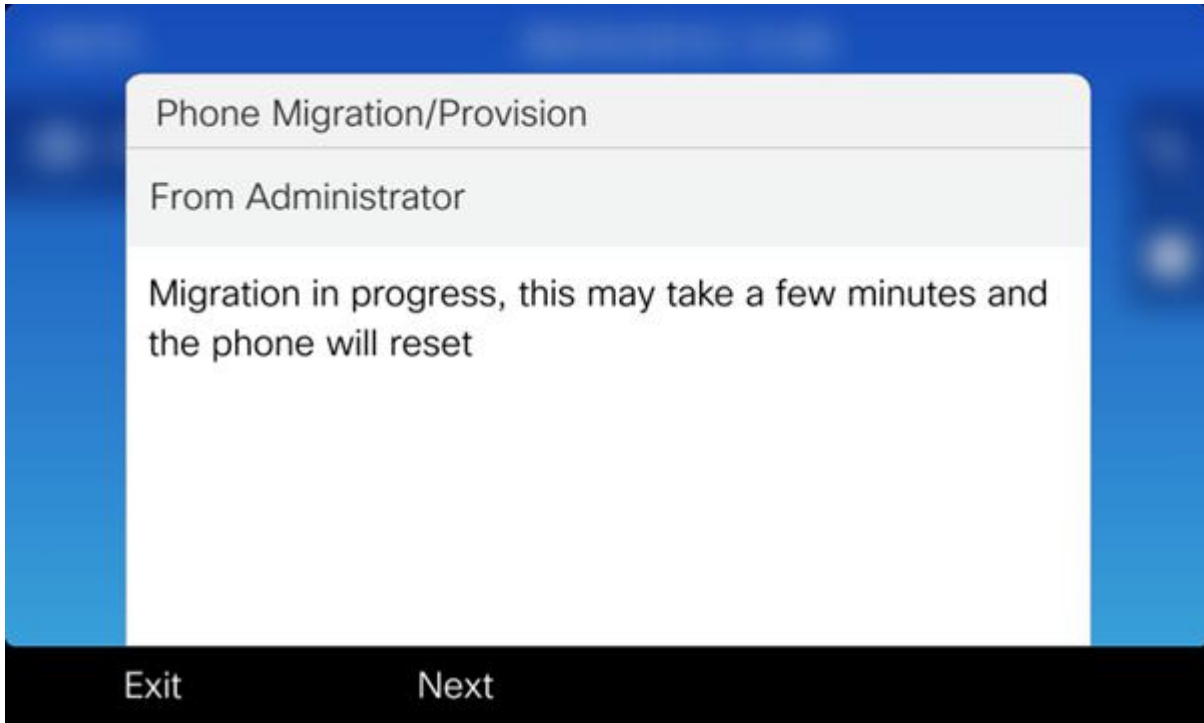 Phone Migration/Provision
From Administrator
Migration in progress, this may take a few minutes and
the phone will reset
Exit Next